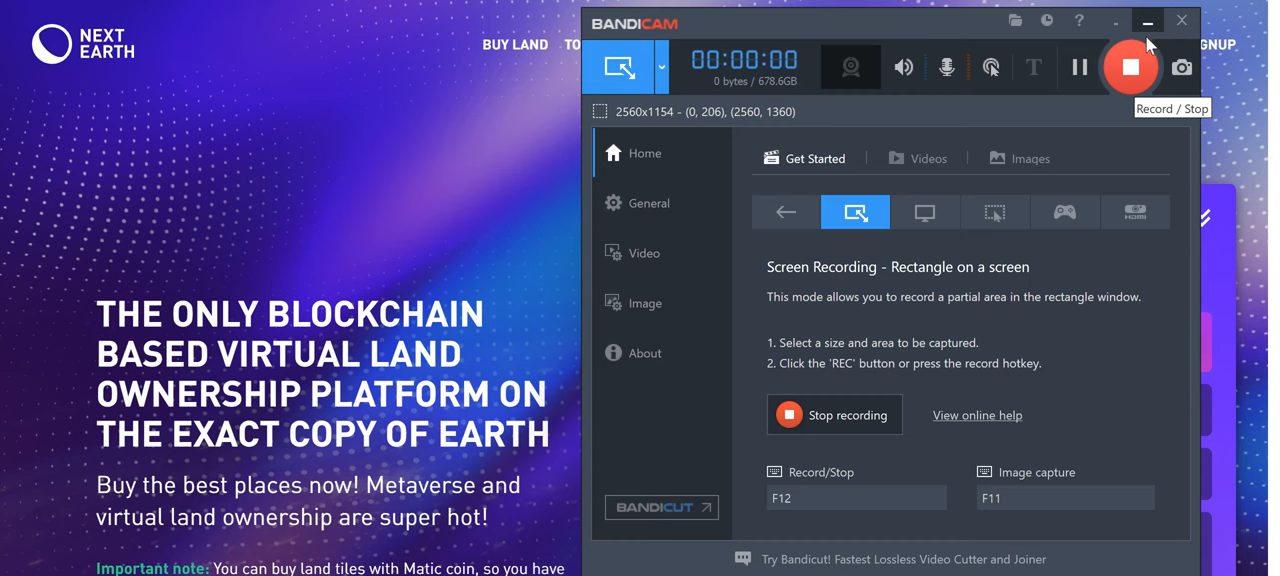 NEXT
EARTH
BUY LAND
TO
GNUP
THE ONLY BLOCKCHAIN
BASED VIRTUAL LAND
OWNERSHIP PLATFORM ON
THE EXACT COPY OF EARTH
Buy the best places now! Metaverse and
virtual land ownership are super hot!
Important note: You can buy land tiles with Matic coin, so you have
BANDICAM
?
00:00:00
0 bytes / 678.6GB
T
Record / Stop
2560x1154 - (0, 206), (2560, 1360)
Home
General
Video
Image
About
BANDICUT
Get Started
Videos
Images
HDMI
Screen Recording - Rectangle on a screen
This mode allows you to record a partial area in the rectangle window.
1. Select a size and area to be captured.
2. Click the 'REC' button or press the record hotkey.
Stop recording
View online help
Record/Stop
F12
Image capture
F11
Try Bandicut! Fastest Lossless Video Cutter and Joiner